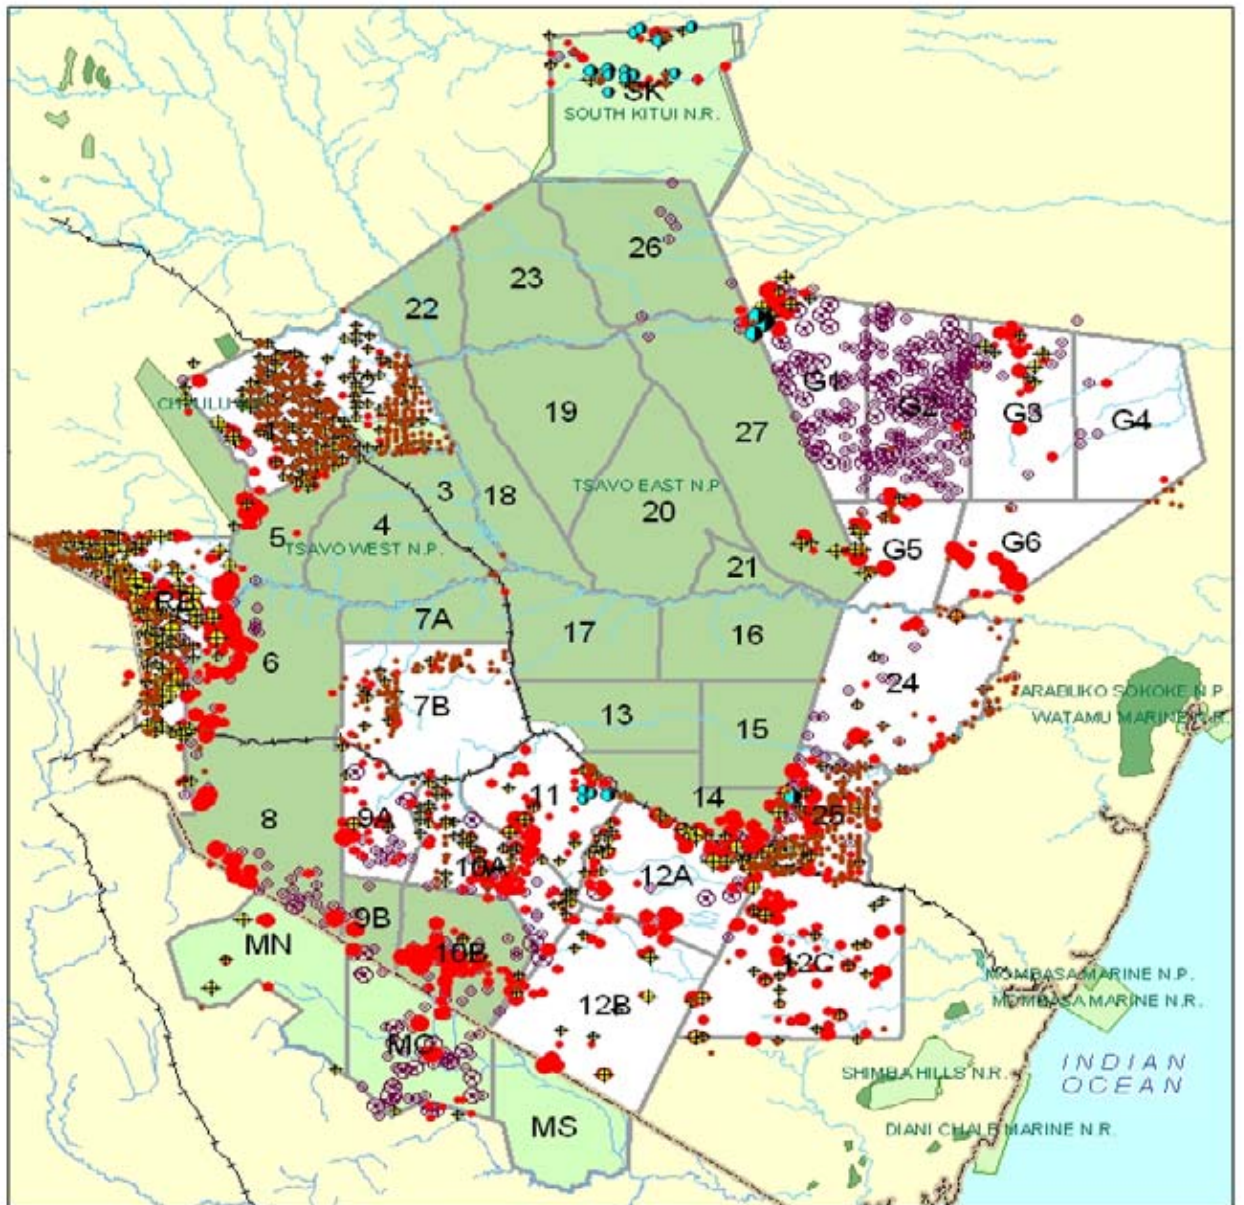 SK
SOUTH KITUI N.R.
26
23
22
G1
G2
G3
G4
2
19
27
TSAVO EAST N.P.
3
18
20
4
5
TSAVO WEST N.P.
G5
G6
21
7A
17
16
6
24
7B
ARABUKO SOKOKE N.P.
WATAMU MARINE N.R.
13
15
11
14
8
9A
25
10A
12A
9B
MN
10B
12C
MOMBASA MARINE N.P.
MOMBASA MARINE N.R.
12B
SHIMBA HILLS N.R.
INDIAN
OCEAN
MS
DIANI CHALE MARINE N.R.